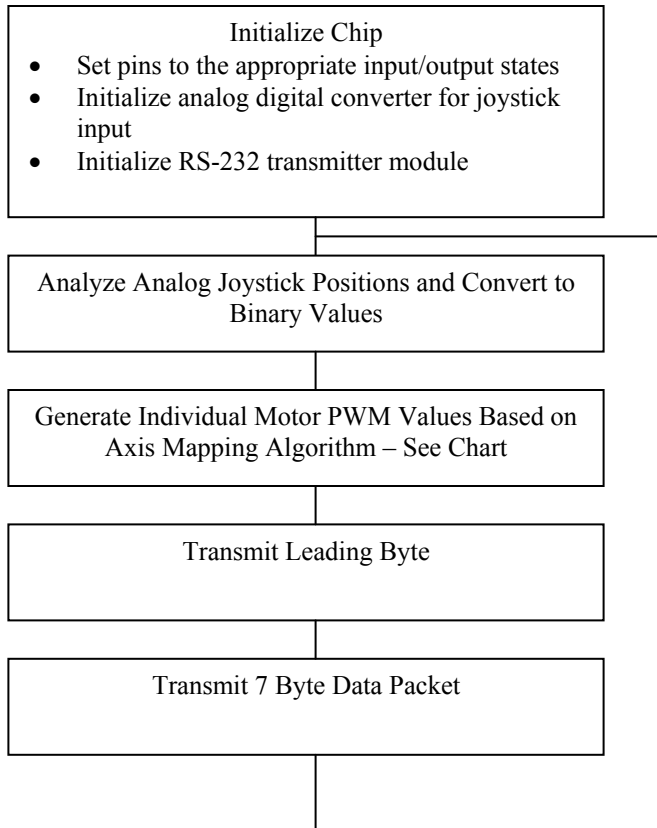 Initialize Chip
• Set pins to the appropriate input/output states
• Initialize analog digital converter for joystick
input
• Initialize RS-232 transmitter module
Analyze Analog Joystick Positions and Convert to
Binary Values
Generate Individual Motor PWM Values Based on
Axis Mapping Algorithm – See Chart
Transmit Leading Byte
Transmit 7 Byte Data Packet